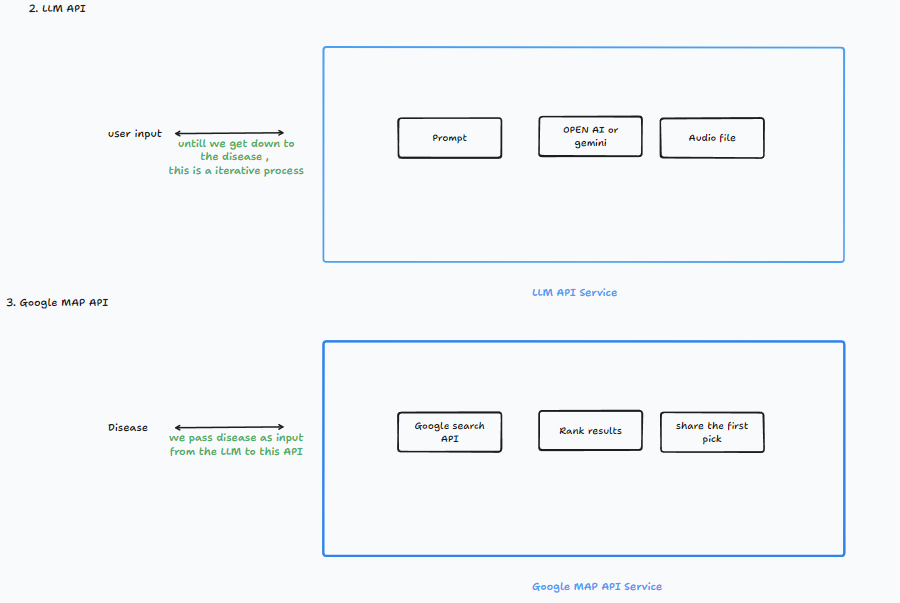 2. LLM API
user input
untill we get down to
the disease ,
this is a iterative process
Prompt
OPEN AI or
gemini
Audio file
LLM API Service
3. Google MAP API
Disease
we pass disease as input
from the LLM to this API
Google search
API
Rank results
share the first
pick
Google MAP API Service